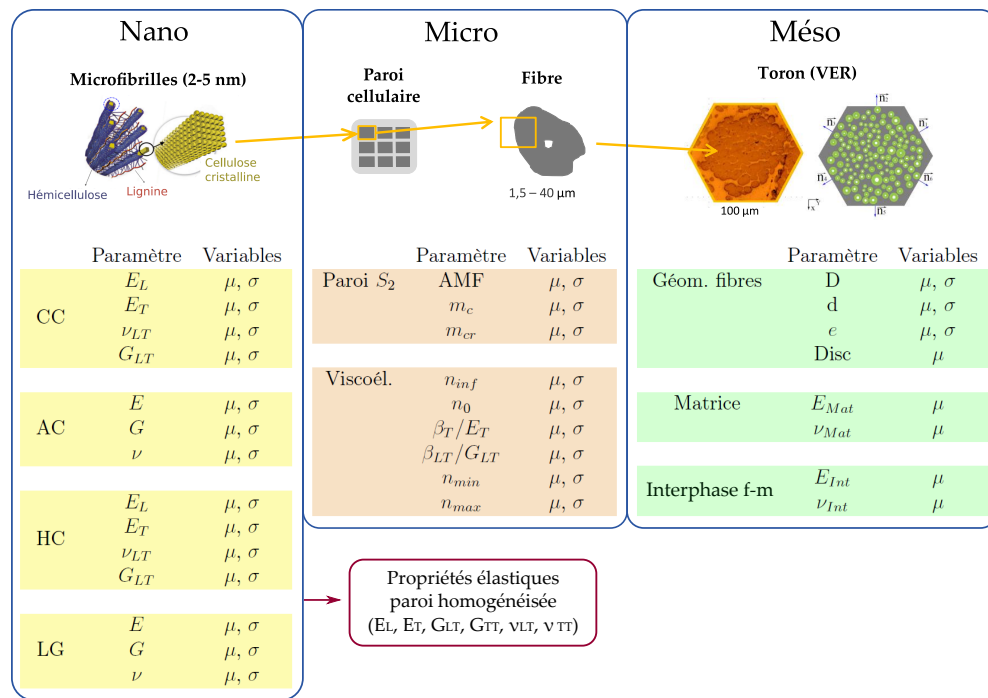 Nano
Microfibrilles (2-5 nm)
Hémicellulose
Lignine
Cellulose
cristalline
Paramètre Variables
CC
E_L μ, σ
E_T μ, σ
ν_LT μ, σ
G_LT μ, σ
AC
E μ, σ
G μ, σ
ν μ, σ
HC
E_L μ, σ
E_T μ, σ
ν_LT μ, σ
G_LT μ, σ
LG
E μ, σ
G μ, σ
ν μ, σ
Micro
Paroi
cellulaire
Fibre
1,5 – 40 μm
Paramètre Variables
Paroi S_2 AMF μ, σ
m_c μ, σ
m_cr μ, σ
Viscoél. n_inf μ, σ
n_0 μ, σ
β_T/E_T μ, σ
β_LT/G_LT μ, σ
n_min μ, σ
n_max μ, σ
Propriétés élastiques
paroi homogénéisée
(EL, ET, GLT, GTT, νLT, ν TT)
Méso
Toron (VER)
100 μm
Paramètre Variables
Géom. fibres D μ, σ
d μ, σ
e μ, σ
Disc μ
Matrice E_Mat μ
ν_Mat μ
Interphase f-m
E_Int μ
ν_Int μ